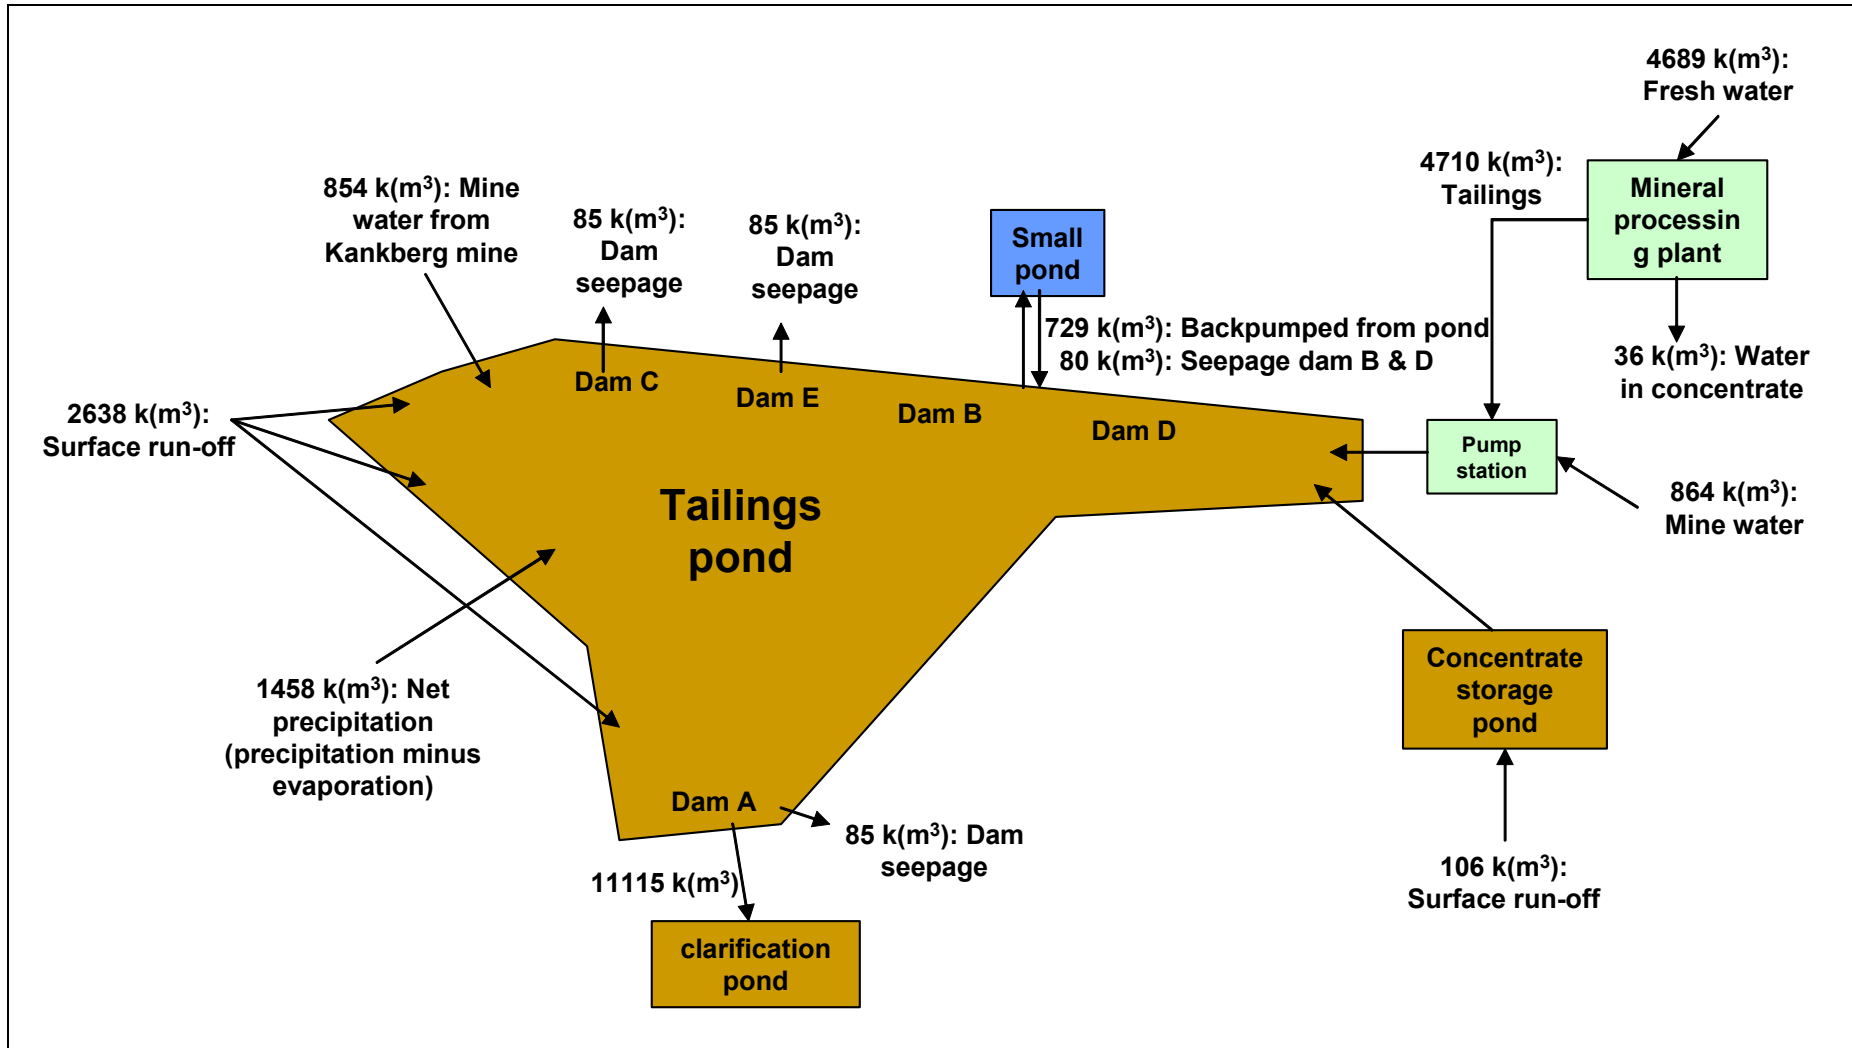 4689 k(m³):
Fresh water
4710 k(m³):
Tailings
Mineral
processin
g plant
854 k(m³): Mine
water from
Kankberg mine
85 k(m³):
Dam
seepage
85 k(m³):
Dam
seepage
Small
pond
729 k(m³): Backpumped from pond
80 k(m³): Seepage dam B & D
36 k(m³): Water
in concentrate
Dam C
Dam E
Dam B
Dam D
2638 k(m³):
Surface run-off
Pump
station
864 k(m³):
Mine water
Tailings
pond
Concentrate
storage
pond
1458 k(m³): Net
precipitation
(precipitation minus
evaporation)
Dam A
85 k(m³): Dam
seepage
11115 k(m³)
106 k(m³):
Surface run-off
clarification
pond